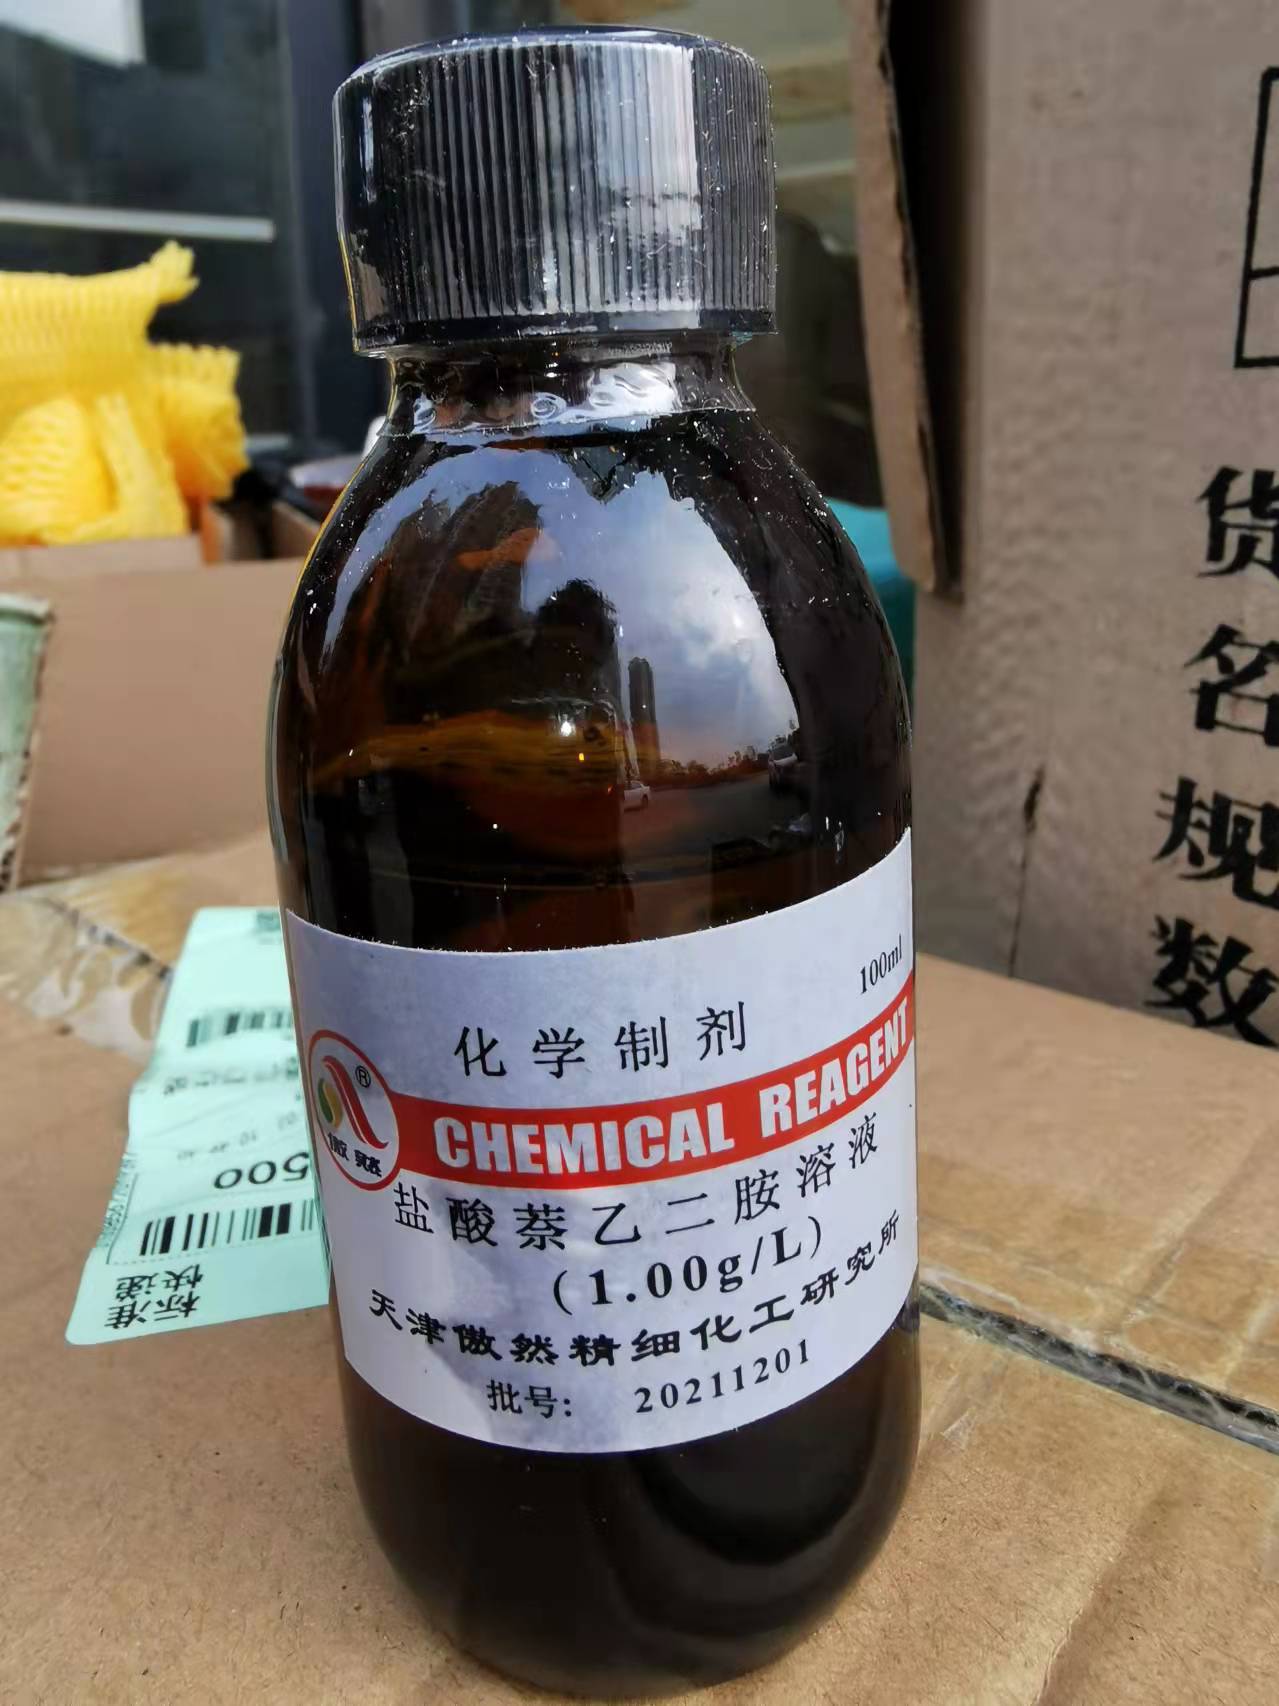 100ml
化学制剂
CHEMICAL REAGENT
®
傲然
盐酸萘乙二胺溶液
(1.00g/L)
天津傲然精细化工研究所
批号: 20211201
500
标准
快递
货
名
规
数